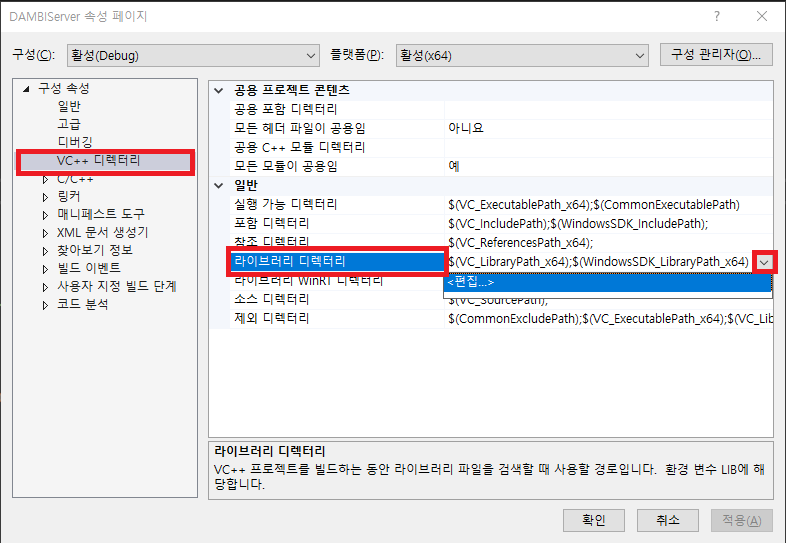 DAMBIServer 속성 페이지
구성(C): 활성(Debug) 플랫폼(P): 활성(x64) 구성 관리자(O)...
구성 속성
일반
고급
디버깅
VC++ 디렉터리
C/C++
링커
매니페스트 도구
XML 문서 생성기
찾아보기 정보
빌드 이벤트
사용자 지정 빌드 단계
코드 분석
공용 프로젝트 콘텐츠
공용 포함 디렉터리
모든 헤더 파일이 공용임 아니요
공용 C++ 모듈 디렉터리
모든 모듈이 공용임 예
일반
실행 가능 디렉터리 $(VC_ExecutablePath_x64);$(CommonExecutablePath)
포함 디렉터리 $(VC_IncludePath);$(WindowsSDK_IncludePath);
참조 디렉터리 $(VC_ReferencesPath_x64);
라이브러리 디렉터리 $(VC_LibraryPath_x64);$(WindowsSDK_LibraryPath_x64)
<편집...>
라이브러리 WinRT 디렉터리
소스 디렉터리 $(VC_SourcePath);
제외 디렉터리 $(CommonExcludePath);$(VC_ExecutablePath_x64);$(VC_Lib
라이브러리 디렉터리
VC++ 프로젝트를 빌드하는 동안 라이브러리 파일을 검색할 때 사용할 경로입니다. 환경 변수 LIB에 해
당합니다.
확인 취소 적용(A)